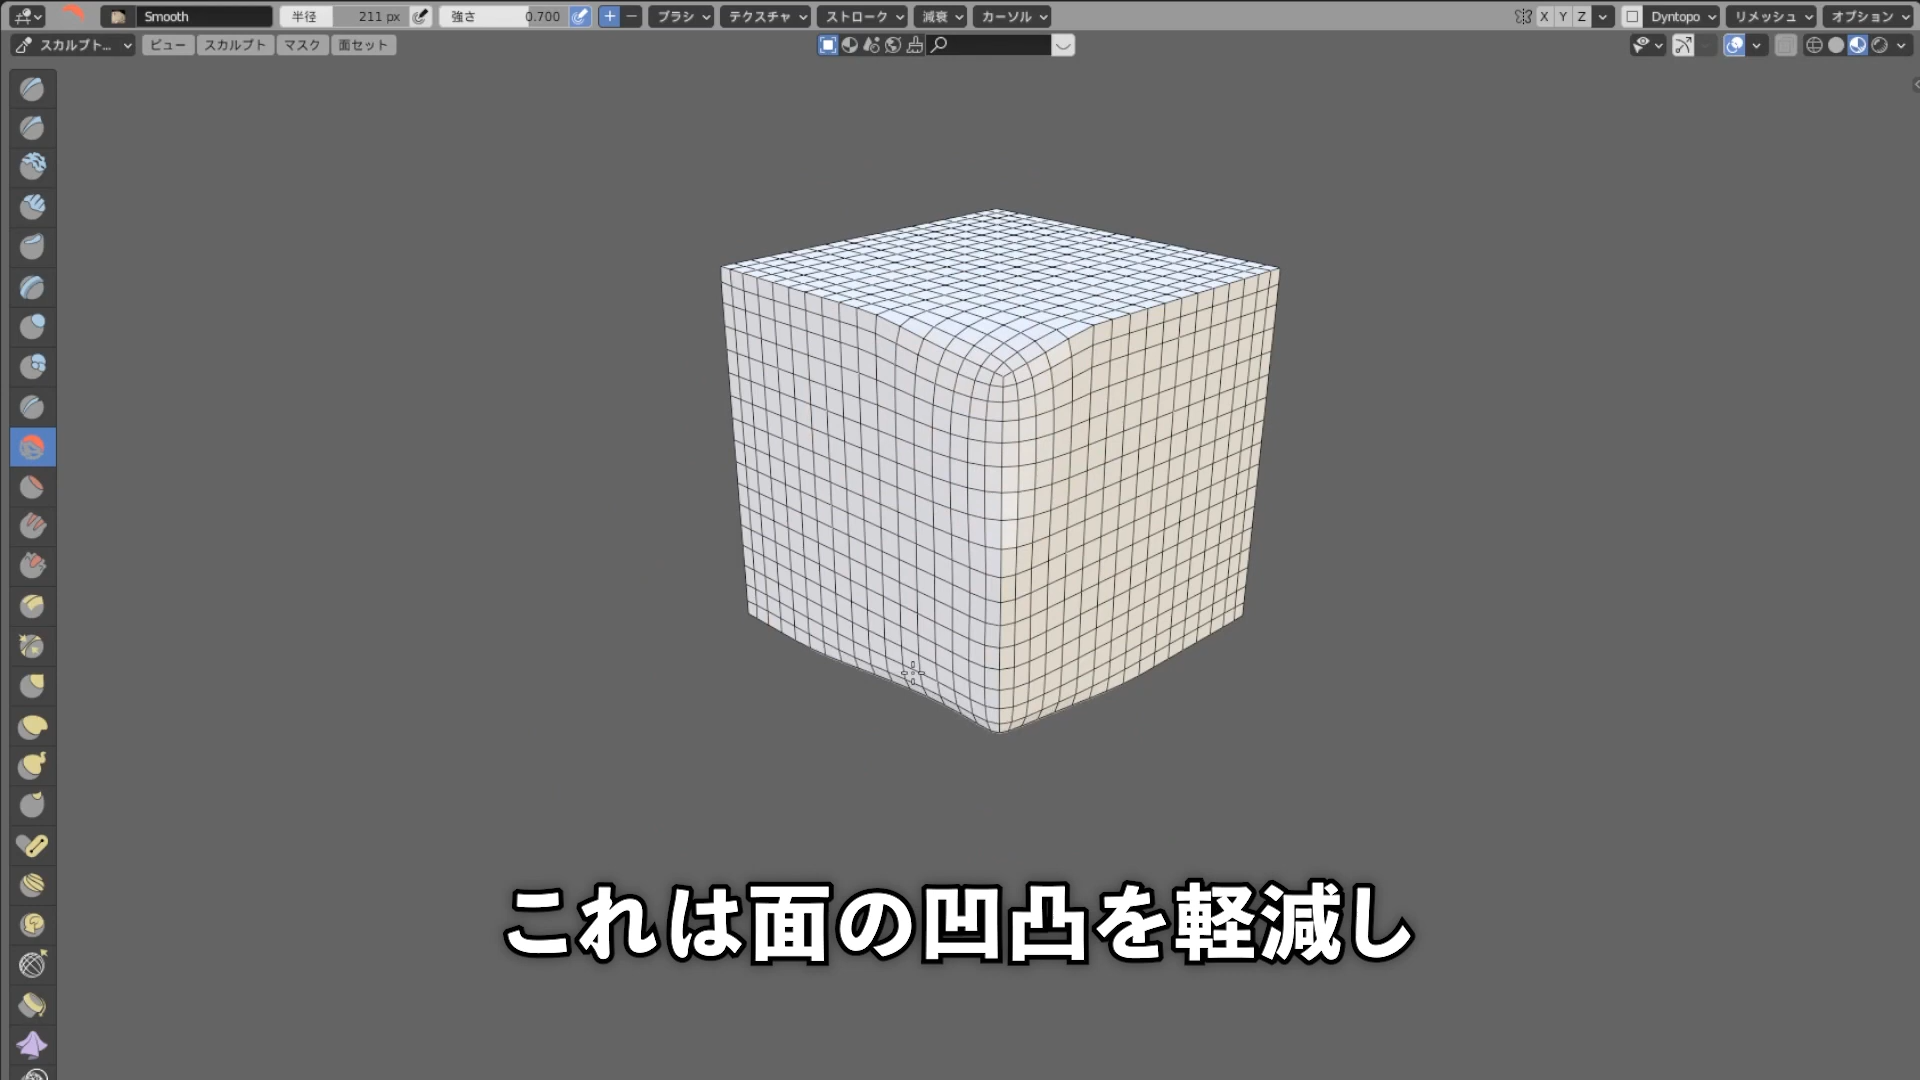 Smooth 半径 211 px 強さ 0.700 ブラシ テクスチャ ストローク 減衰 カーソル X Y Z Dyntopo リメッシュ オプション
スカルプト... ビュー スカルプト マスク 面セット
これは面の凹凸を軽減し